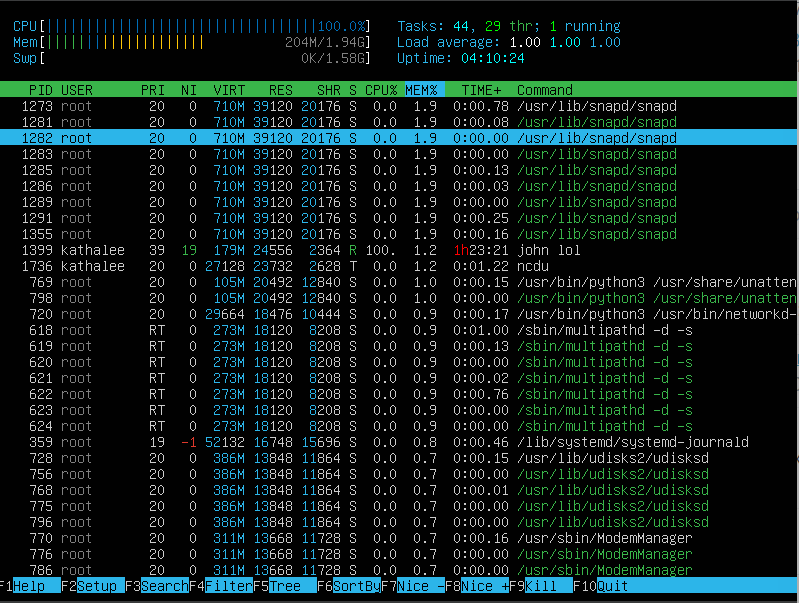 CPU[||||||||||||||||||||||||||||||||||100.0%] Tasks: 44, 29 thr; 1 running
Mem[|||||||||||||||||||| 204M/1.94G] Load average: 1.00 1.00 1.00
Swp[ 0K/1.58G] Uptime: 04:10:24
PID USER PRI NI VIRT RES SHR S CPU% MEM% TIME+ Command
1273 root 20 0 710M 39120 20176 S 0.0 1.9 0:00.78 /usr/lib/snapd/snapd
1281 root 20 0 710M 39120 20176 S 0.0 1.9 0:00.08 /usr/lib/snapd/snapd
1282 root 20 0 710M 39120 20176 S 0.0 1.9 0:00.00 /usr/lib/snapd/snapd
1283 root 20 0 710M 39120 20176 S 0.0 1.9 0:00.00 /usr/lib/snapd/snapd
1285 root 20 0 710M 39120 20176 S 0.0 1.9 0:00.13 /usr/lib/snapd/snapd
1286 root 20 0 710M 39120 20176 S 0.0 1.9 0:00.03 /usr/lib/snapd/snapd
1289 root 20 0 710M 39120 20176 S 0.0 1.9 0:00.00 /usr/lib/snapd/snapd
1291 root 20 0 710M 39120 20176 S 0.0 1.9 0:00.25 /usr/lib/snapd/snapd
1355 root 20 0 710M 39120 20176 S 0.0 1.9 0:00.16 /usr/lib/snapd/snapd
1399 kathalee 39 19 179M 24556 2364 R 100. 1.2 1h23:21 john lol
1736 kathalee 20 0 27128 23732 2628 T 0.0 1.2 0:01.22 ncdu
769 root 20 0 105M 20492 12840 S 0.0 1.0 0:00.15 /usr/bin/python3 /usr/share/unatten
798 root 20 0 105M 20492 12840 S 0.0 1.0 0:00.00 /usr/bin/python3 /usr/share/unatten
720 root 20 0 29664 18476 10444 S 0.0 0.9 0:00.17 /usr/bin/python3 /usr/bin/networkd-
618 root RT 0 273M 18120 8208 S 0.0 0.9 0:01.00 /sbin/multipathd -d -s
619 root RT 0 273M 18120 8208 S 0.0 0.9 0:00.13 /sbin/multipathd -d -s
620 root RT 0 273M 18120 8208 S 0.0 0.9 0:00.00 /sbin/multipathd -d -s
621 root RT 0 273M 18120 8208 S 0.0 0.9 0:00.02 /sbin/multipathd -d -s
622 root RT 0 273M 18120 8208 S 0.0 0.9 0:00.76 /sbin/multipathd -d -s
623 root RT 0 273M 18120 8208 S 0.0 0.9 0:00.00 /sbin/multipathd -d -s
624 root RT 0 273M 18120 8208 S 0.0 0.9 0:00.00 /sbin/multipathd -d -s
359 root 19 -1 52132 16748 15696 S 0.0 0.8 0:00.46 /lib/systemd/systemd-journald
728 root 20 0 386M 13848 11864 S 0.0 0.7 0:00.15 /usr/lib/udisks2/udisksd
756 root 20 0 386M 13848 11864 S 0.0 0.7 0:00.00 /usr/lib/udisks2/udisksd
768 root 20 0 386M 13848 11864 S 0.0 0.7 0:00.01 /usr/lib/udisks2/udisksd
775 root 20 0 386M 13848 11864 S 0.0 0.7 0:00.00 /usr/lib/udisks2/udisksd
796 root 20 0 386M 13848 11864 S 0.0 0.7 0:00.00 /usr/lib/udisks2/udisksd
770 root 20 0 311M 13668 11728 S 0.0 0.7 0:00.16 /usr/sbin/ModemManager
776 root 20 0 311M 13668 11728 S 0.0 0.7 0:00.00 /usr/sbin/ModemManager
786 root 20 0 311M 13668 11728 S 0.0 0.7 0:00.00 /usr/sbin/ModemManager
F1Help F2Setup F3SearchF4FilterF5Tree F6SortByF7Nice -F8Nice +F9Kill F10Quit